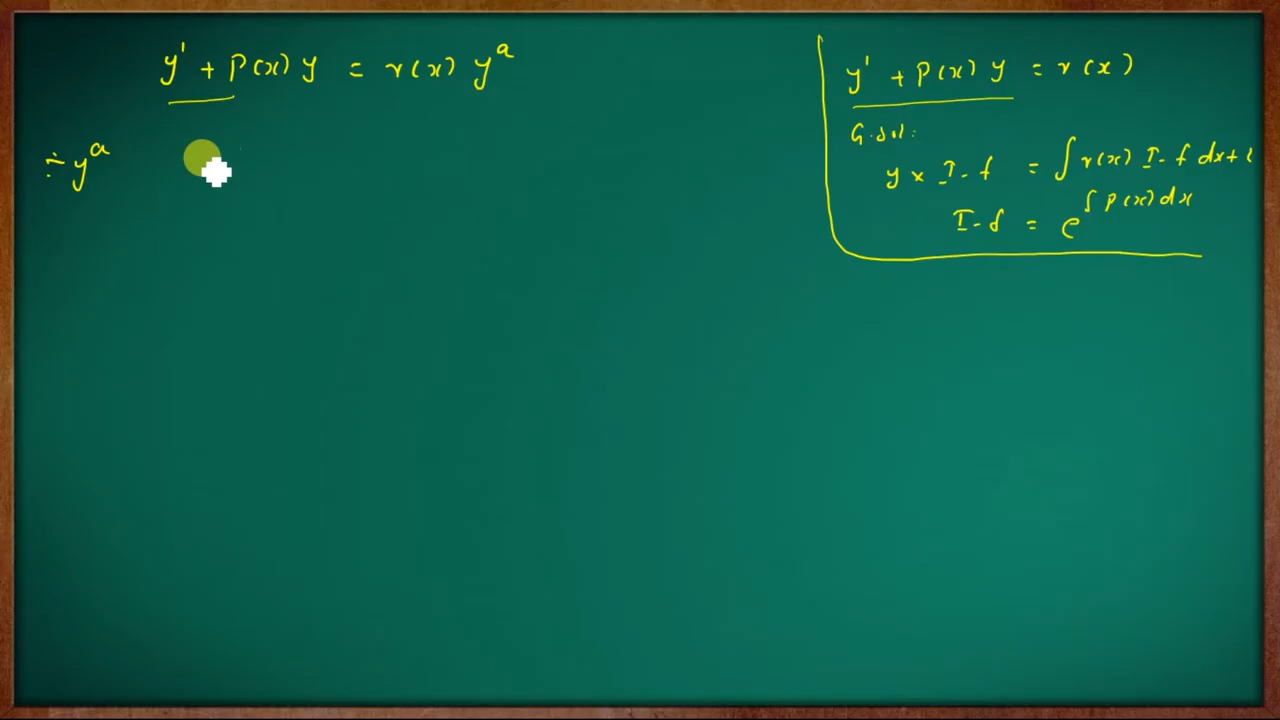 y' + p(x) y = r(x) y^a
÷ y^a
y' + p(x) y = r(x)
G. sol:
y × I-f = ∫ r(x) I-f dx + c
I-f = e^∫ p(x) dx